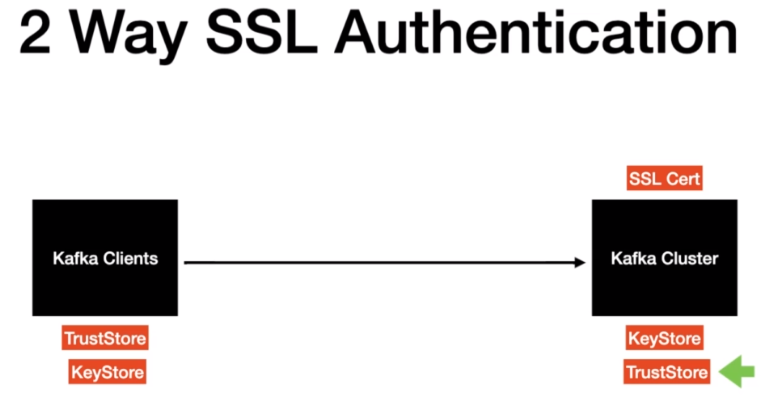 2 Way SSL Authentication
SSL Cert
Kafka Clients
Kafka Cluster
TrustStore
KeyStore
KeyStore
TrustStore